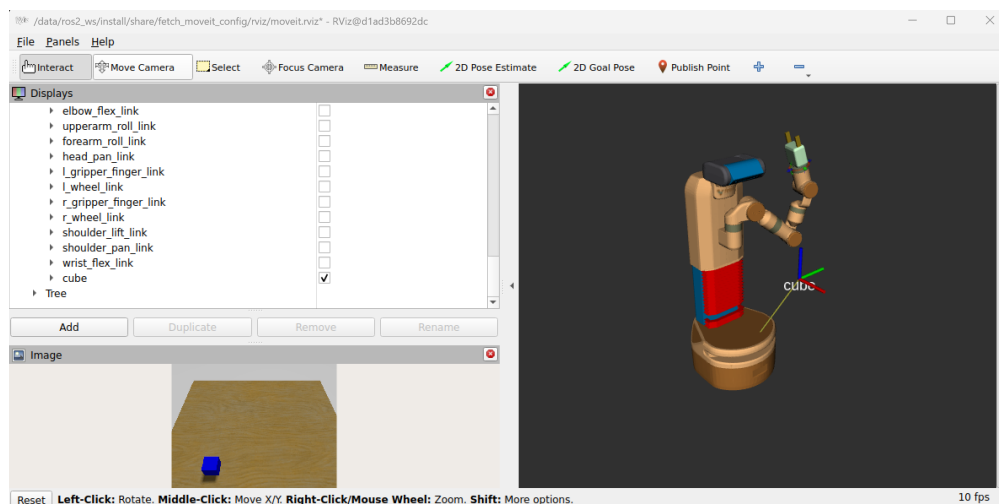 /data/ros2_ws/install/share/fetch_moveit_config/rviz/moveit.rviz* - RViz@d1ad3b8692dc
File Panels Help
Interact Move Camera Select Focus Camera Measure 2D Pose Estimate 2D Goal Pose Publish Point
Displays
elbow_flex_link
upperarm_roll_link
forearm_roll_link
head_pan_link
l_gripper_finger_link
l_wheel_link
r_gripper_finger_link
r_wheel_link
shoulder_lift_link
shoulder_pan_link
wrist_flex_link
cube
Tree
Add Duplicate Remove Rename
Image
cube
Reset Left-Click: Rotate. Middle-Click: Move X/Y. Right-Click/Mouse Wheel: Zoom. Shift: More options. 10 fps